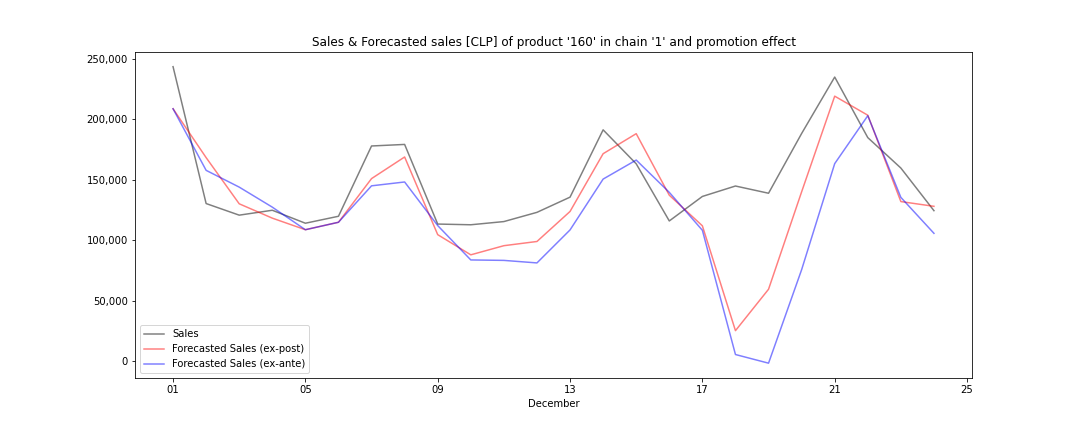 Sales & Forecasted sales [CLP] of product '160' in chain '1' and promotion effect
250,000
200,000
150,000
100,000
50,000
0
Sales
Forecasted Sales (ex-post)
Forecasted Sales (ex-ante)
01 05 09 13 17 21 25
December